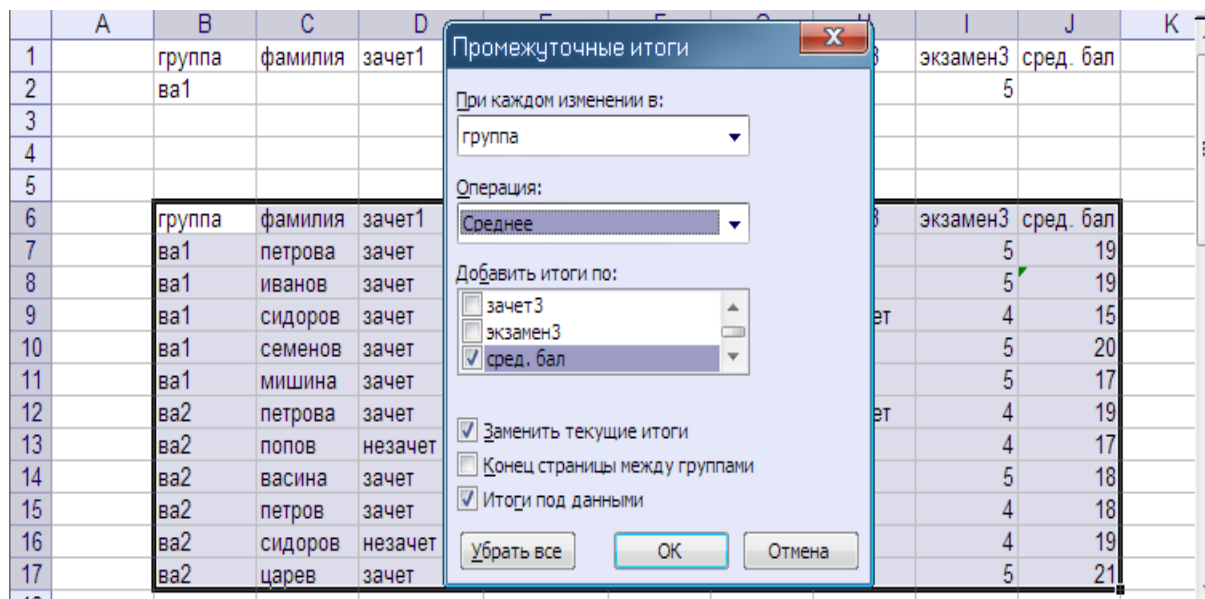 A B C D I J K
1 группа фамилия зачет1 экзамен3 сред. бал
2 ва1 5
3
4
5
6 группа фамилия зачет1 экзамен3 сред. бал
7 ва1 петрова зачет 5 19
8 ва1 иванов зачет 5 19
9 ва1 сидоров зачет ет 4 15
10 ва1 семенов зачет 5 20
11 ва1 мишина зачет 5 17
12 ва2 петрова зачет ет 4 19
13 ва2 попов незачет 4 17
14 ва2 васина зачет 5 18
15 ва2 петров зачет 4 18
16 ва2 сидоров незачет 4 19
17 ва2 царев зачет 5 21
Промежуточные итоги
При каждом изменении в:
группа
Операция:
Среднее
Добавить итоги по:
зачет3
экзамен3
сред. бал
Заменить текущие итоги
Конец страницы между группами
Итоги под данными
Убрать все ОК Отмена